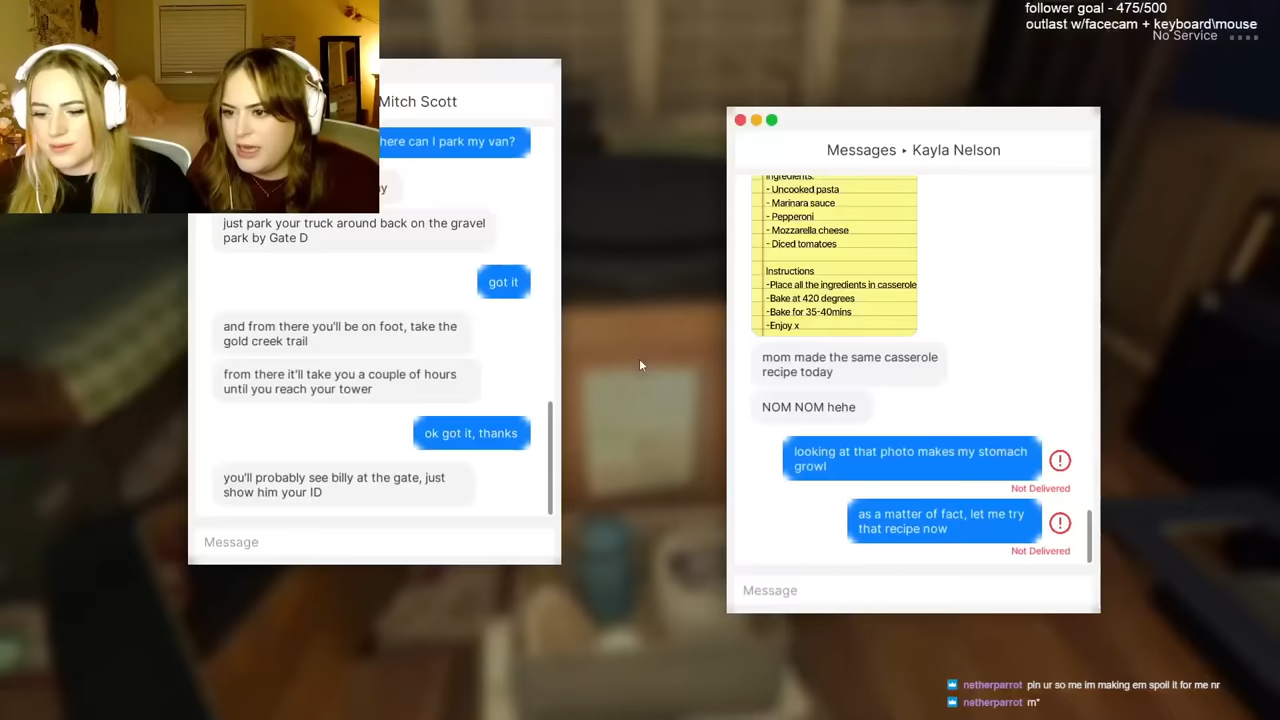 follower goal - 475/500
outlast w/facecam + keyboard\mouse
No Service
Mitch Scott
here can I park my van?
just park your truck around back on the gravel
park by Gate D
got it
and from there you'll be on foot, take the
gold creek trail
from there it'll take you a couple of hours
until you reach your tower
ok got it, thanks
you'll probably see billy at the gate, just
show him your ID
Message
Messages ▸ Kayla Nelson
Ingredients:
- Uncooked pasta
- Marinara sauce
- Pepperoni
- Mozzarella cheese
- Diced tomatoes
Instructions
-Place all the ingredients in casserole
-Bake at 420 degrees
-Bake for 35-40mins
-Enjoy x
mom made the same casserole
recipe today
NOM NOM hehe
looking at that photo makes my stomach
growl
Not Delivered
as a matter of fact, let me try
that recipe now
Not Delivered
Message
netherparrot pln ur so me im making em spoil it for me nr
netherparrot rn*